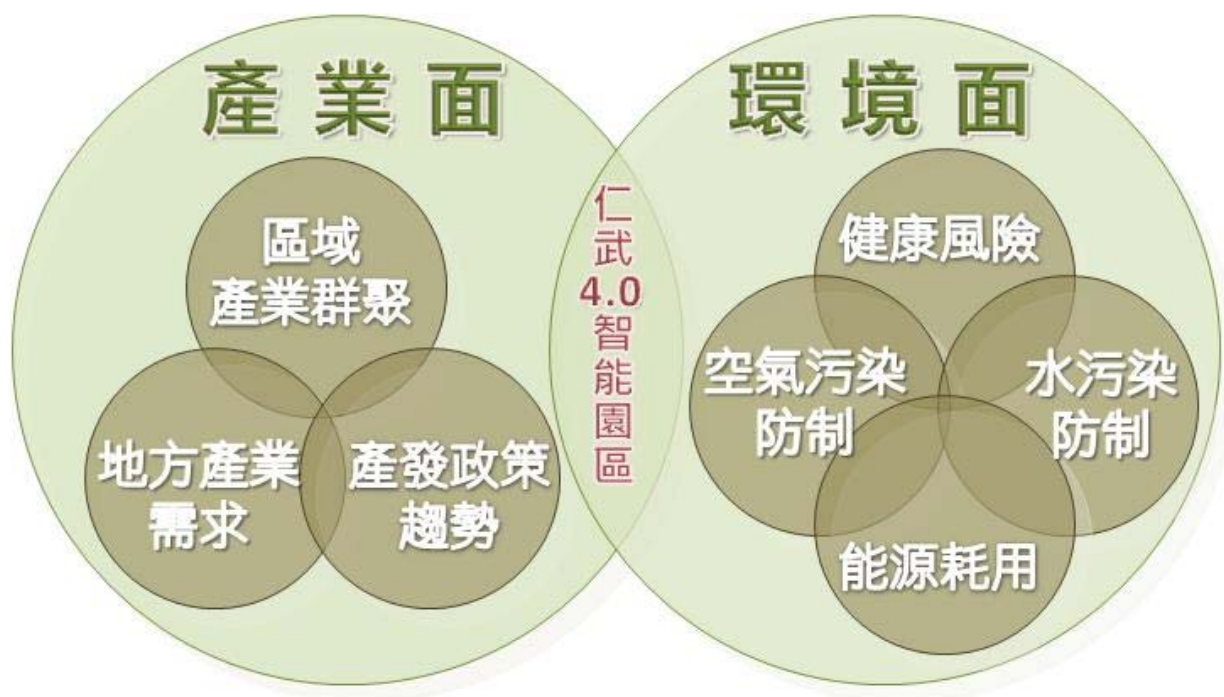 產業面
區域
產業群聚
地方產業
需求
產發政策
趨勢
仁武4.0智能園區
環境面
健康風險
空氣污染
防制
水污染
防制
能源耗用